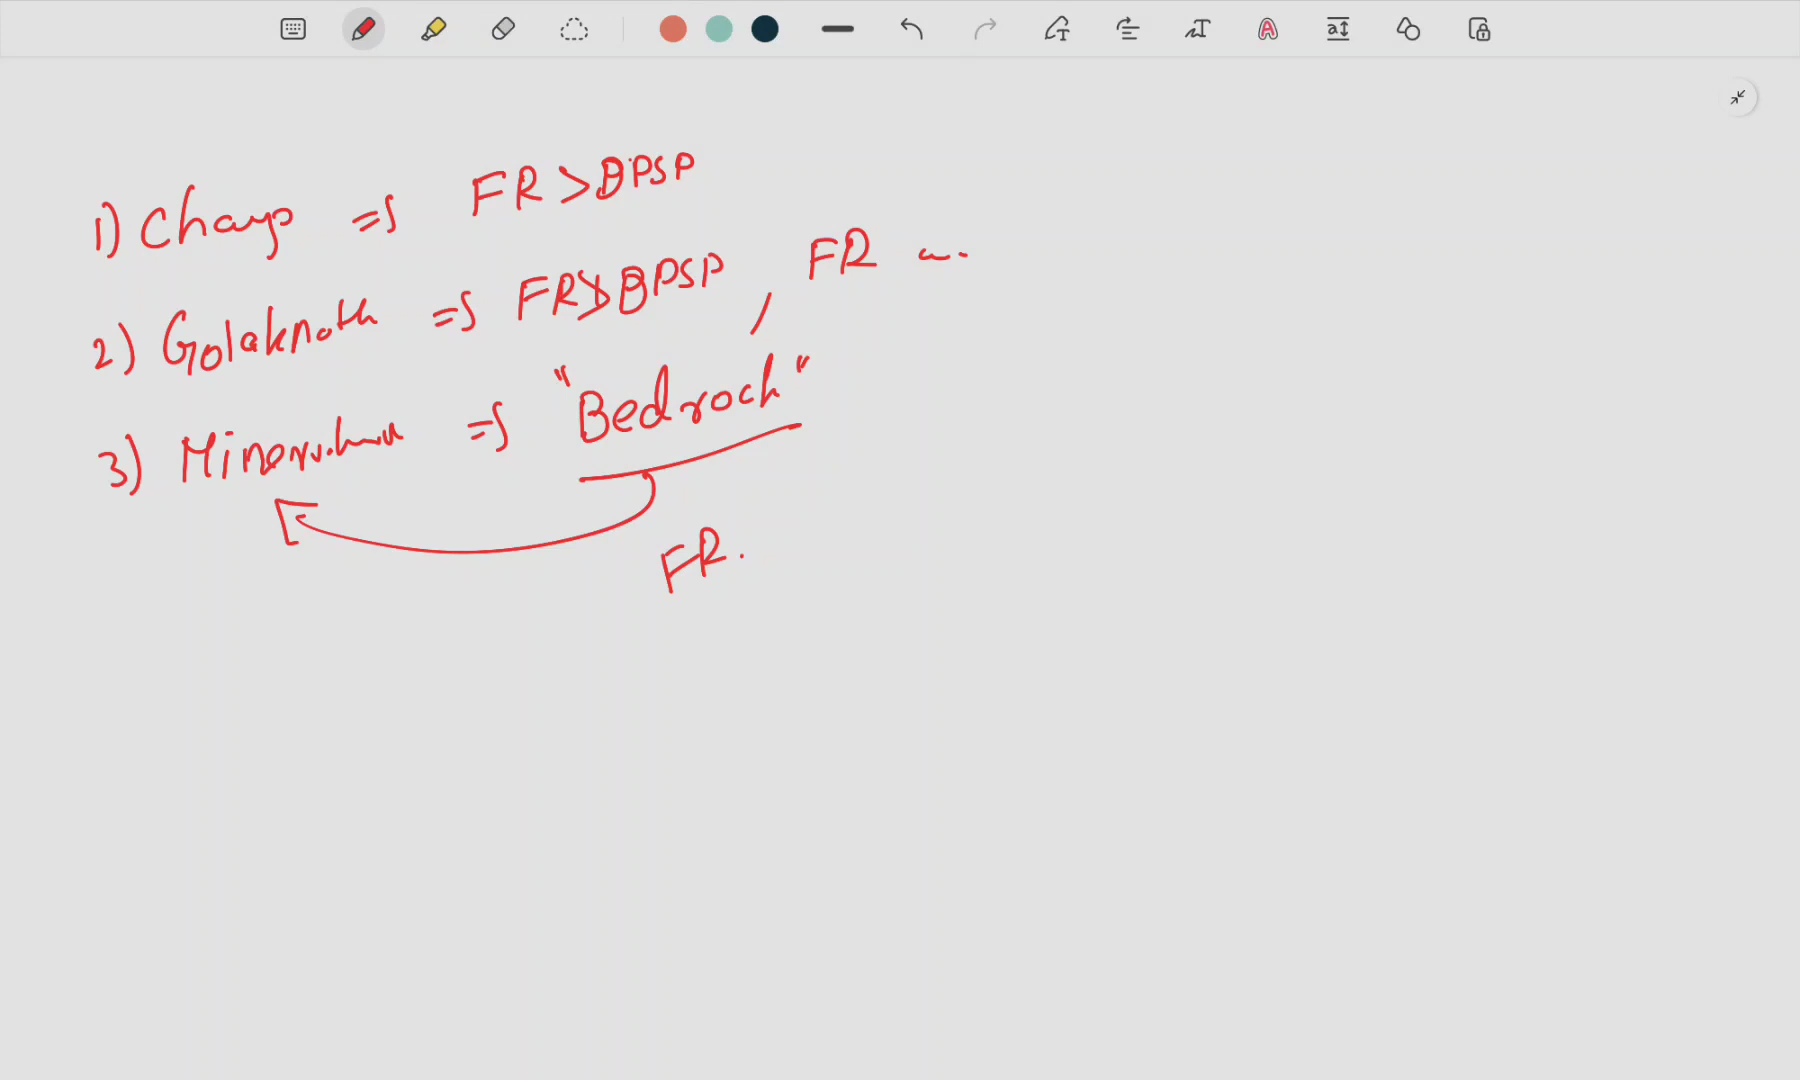 1) Champ => FR > DPSP
2) Golaknath => FR > DPSP, FR
3) Minerva => "Bedrock"
FR.